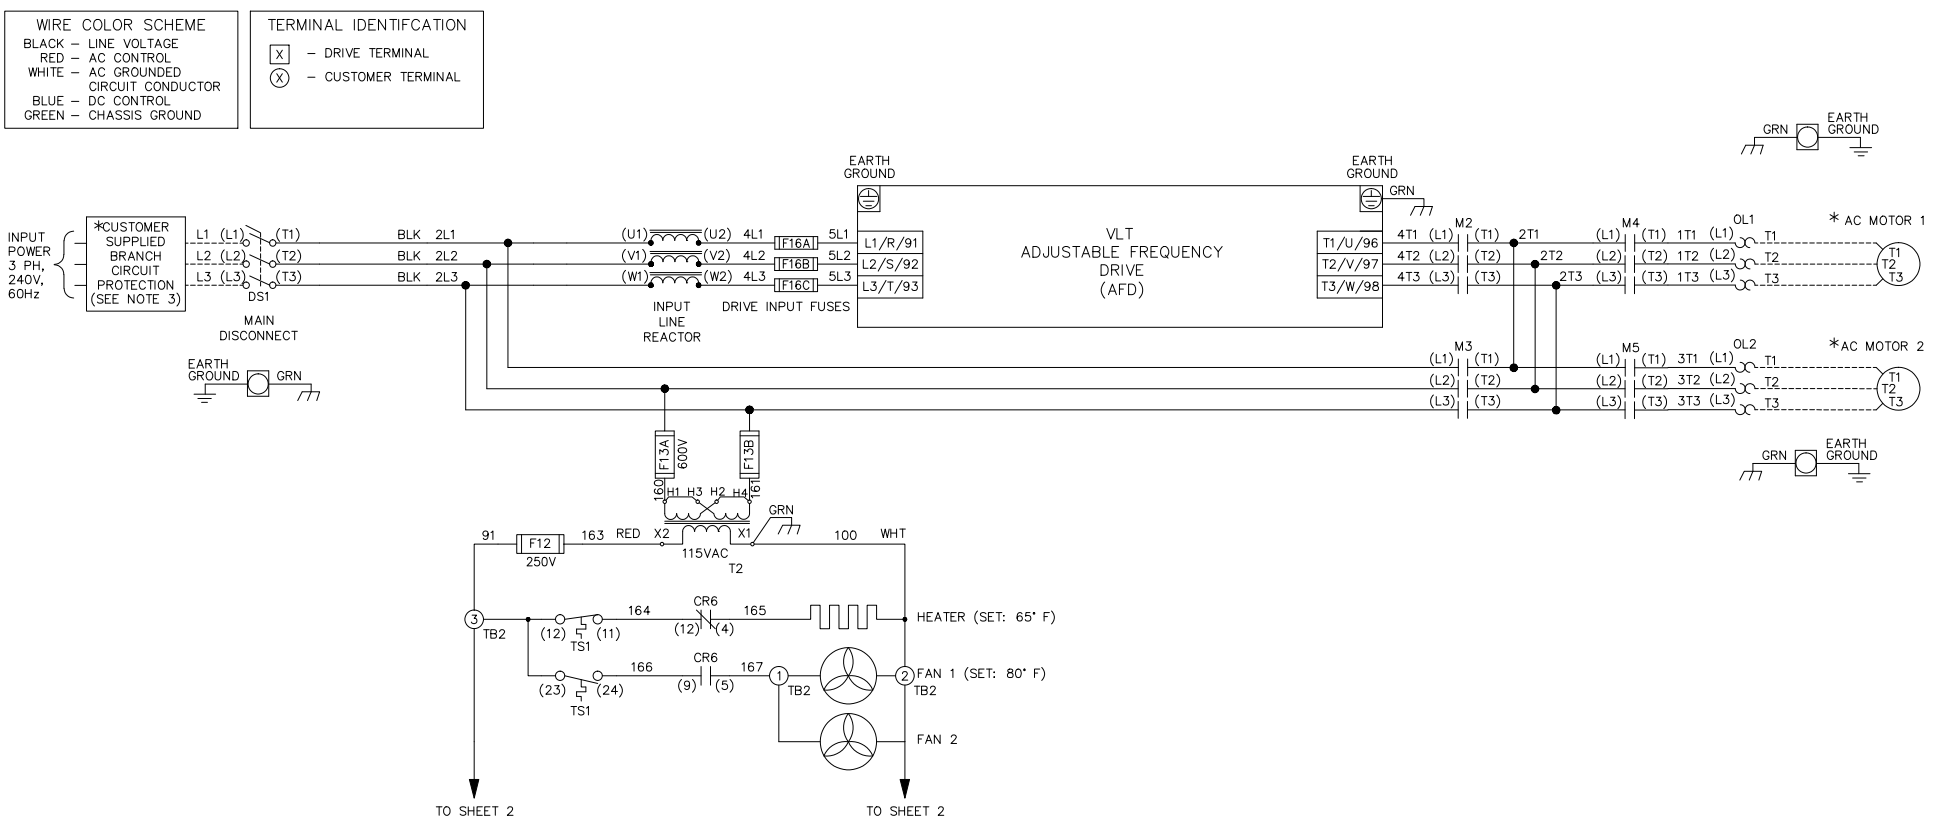 WIRE COLOR SCHEME
BLACK – LINE VOLTAGE
RED – AC CONTROL
WHITE – AC GROUNDED
CIRCUIT CONDUCTOR
BLUE – DC CONTROL
GREEN – CHASSIS GROUND
TERMINAL IDENTIFCATION
X – DRIVE TERMINAL
X – CUSTOMER TERMINAL
INPUT
POWER
3 PH,
240V,
60Hz
*CUSTOMER
SUPPLIED
BRANCH
CIRCUIT
PROTECTION
(SEE NOTE 3)
L1 (L1) (T1) BLK 2L1 (U1) (U2) 4L1 F16A 5L1 L1/R/91
L2 (L2) (T2) BLK 2L2 (V1) (V2) 4L2 F16B 5L2 L2/S/92
L3 (L3) (T3) BLK 2L3 (W1) (W2) 4L3 F16C 5L3 L3/T/93
DS1
MAIN
DISCONNECT
EARTH
GROUND
GRN
INPUT
LINE
REACTOR
DRIVE INPUT FUSES
EARTH
GROUND
VLT
ADJUSTABLE FREQUENCY
DRIVE
(AFD)
EARTH
GROUND
GRN
GRN
EARTH
GROUND
M2 M4 OL1 * AC MOTOR 1
T1/U/96 4T1 (L1) (T1) 2T1 (L1) (T1) 1T1 (L1) T1 T1
T2/V/97 4T2 (L2) (T2) 2T2 (L2) (T2) 1T2 (L2) T2 T2
T3/W/98 4T3 (L3) (T3) 2T3 (L3) (T3) 1T3 (L3) T3 T3
M3 M5 OL2 *AC MOTOR 2
(L1) (T1) (L1) (T1) 3T1 (L1) T1 T1
(L2) (T2) (L2) (T2) 3T2 (L2) T2 T2
(L3) (T3) (L3) (T3) 3T3 (L3) T3 T3
GRN
EARTH
GROUND
F13A
600V
F13B
160
H1 H3 H2 H4
161
GRN
91 F12 163 RED X2 X1 100 WHT
250V
115VAC
T2
3
TB2
(12) (11)
TS1
164
CR6
(12) (4)
165
HEATER (SET: 65° F)
(23) (24)
TS1
166
CR6
(9) (5)
167
1
TB2
2
TB2
FAN 1 (SET: 80° F)
FAN 2
TO SHEET 2
TO SHEET 2